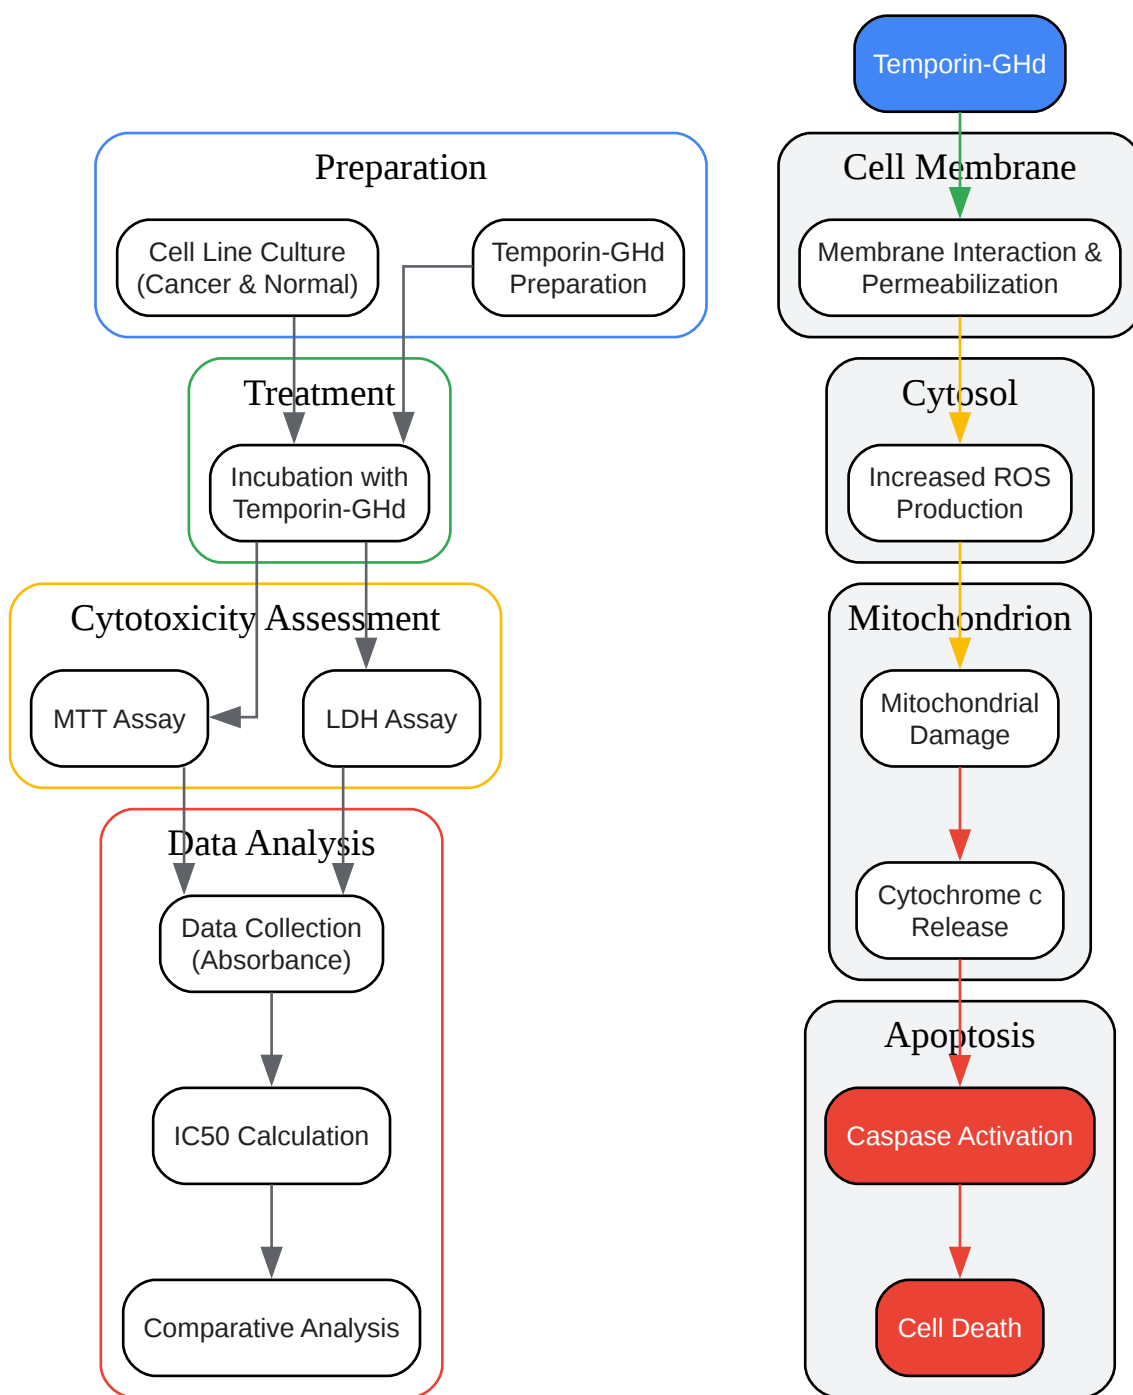 Preparation
Cell Line Culture
(Cancer & Normal)
Temporin-GHd
Preparation
Treatment
Incubation with
Temporin-GHd
Cytotoxicity Assessment
MTT Assay
LDH Assay
Data Analysis
Data Collection
(Absorbance)
IC50 Calculation
Comparative Analysis
Temporin-GHd
Cell Membrane
Membrane Interaction &
Permeabilization
Cytosol
Increased ROS
Production
Mitochondrion
Mitochondrial
Damage
Cytochrome c
Release
Apoptosis
Caspase Activation
Cell Death